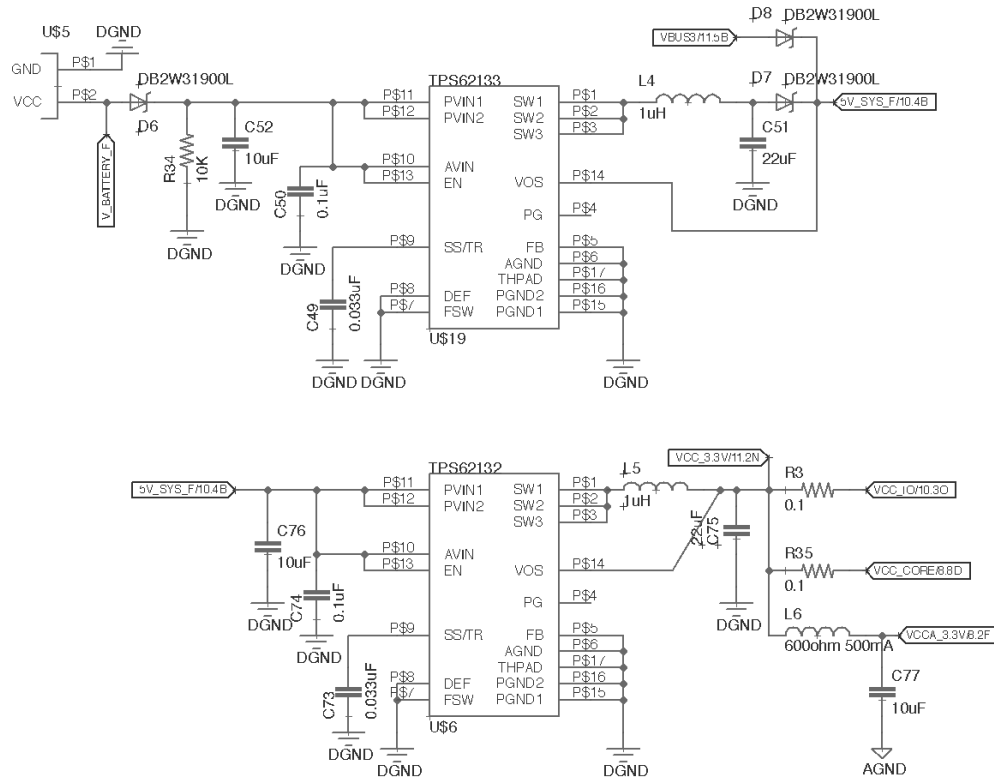 D8 DB2W31900L
U$5 DGND
VBUS3/11.5B
GND P$1
DB2W31900L TPS62133 L4 D7 DB2W31900L
VCC P$2 P$11 PVIN1 SW1 P$1 5V_SYS_F/10.4B
P$12 PVIN2 SW2 P$2 1uH
D6 C52 SW3 P$3 C51
10uF 22uF
R34 10K P$10 AVIN
V_BATTERY_F P$13 EN VOS P$14
C50 0.1uF
DGND DGND
PG P$4
DGND DGND P$9 SS/TR FB P$5
AGND P$6
THPAD P$17
P$8 DEF PGND2 P$16
C49 0.033uF P$7 FSW PGND1 P$15
U$19
DGND DGND DGND
TPS62132 L5 VCC_3.3V/11.2N
R3
5V_SYS_F/10.4B P$11 PVIN1 SW1 P$1 VCC_IO/10.3O
P$12 PVIN2 SW2 P$2 1uH 0.1
SW3 P$3
C76 22uF C75
10uF P$10 AVIN R35
P$13 EN VOS P$14 VCC_CORE/8.8D
0.1
C74 0.1uF
DGND PG P$4 DGND L6
DGND P$9 SS/TR FB P$5 VCCA_3.3V/8.2F
AGND P$6 600ohm 500mA
THPAD P$17
C73 0.033uF P$8 DEF PGND2 P$16 C77
P$7 FSW PGND1 P$15 10uF
U$6
DGND DGND DGND AGND